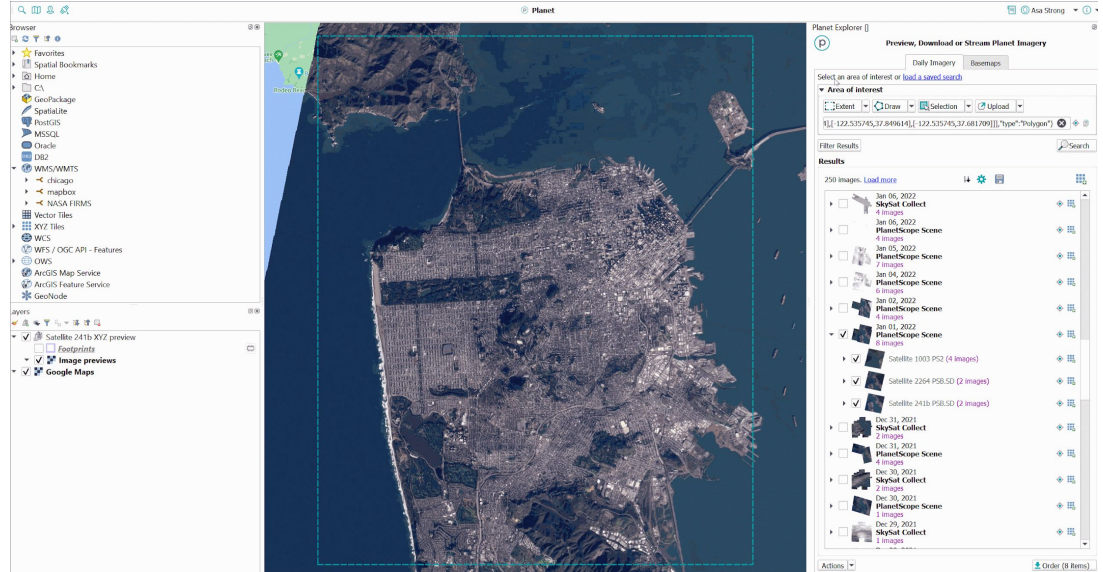 Planet
Asa Strong
Browser
Favorites
Spatial Bookmarks
Home
C:\
GeoPackage
SpatiaLite
PostGIS
MSSQL
Oracle
DB2
WMS/WMTS
chicago
mapbox
NASA FIRMS
Vector Tiles
XYZ Tiles
WCS
WFS / OGC API - Features
OWS
ArcGIS Map Service
ArcGIS Feature Service
GeoNode
ayers
Satellite 241b XYZ preview
Footprints
Image previews
Google Maps
Rodeo Bea
Planet Explorer []
Preview, Download or Stream Planet Imagery
Daily Imagery Basemaps
Select an area of interest or load a saved search
Area of interest
Extent Draw Selection Upload
],[-122.535745,37.849614],[-122.535745,37.681709]]],"type":"Polygon"}
Filter Results Search
Results
250 images. Load more
Jan 06, 2022
SkySat Collect
4 images
Jan 06, 2022
PlanetScope Scene
4 images
Jan 05, 2022
PlanetScope Scene
7 images
Jan 04, 2022
PlanetScope Scene
6 images
Jan 02, 2022
PlanetScope Scene
4 images
Jan 01, 2022
PlanetScope Scene
8 images
Satellite 1003 PS2 (4 images)
Satellite 2264 PSB.SD (2 images)
Satellite 241b PSB.SD (2 images)
Dec 31, 2021
SkySat Collect
2 images
Dec 31, 2021
PlanetScope Scene
4 images
Dec 30, 2021
SkySat Collect
2 images
Dec 30, 2021
PlanetScope Scene
1 images
Dec 29, 2021
SkySat Collect
1 images
Actions Order (8 items)